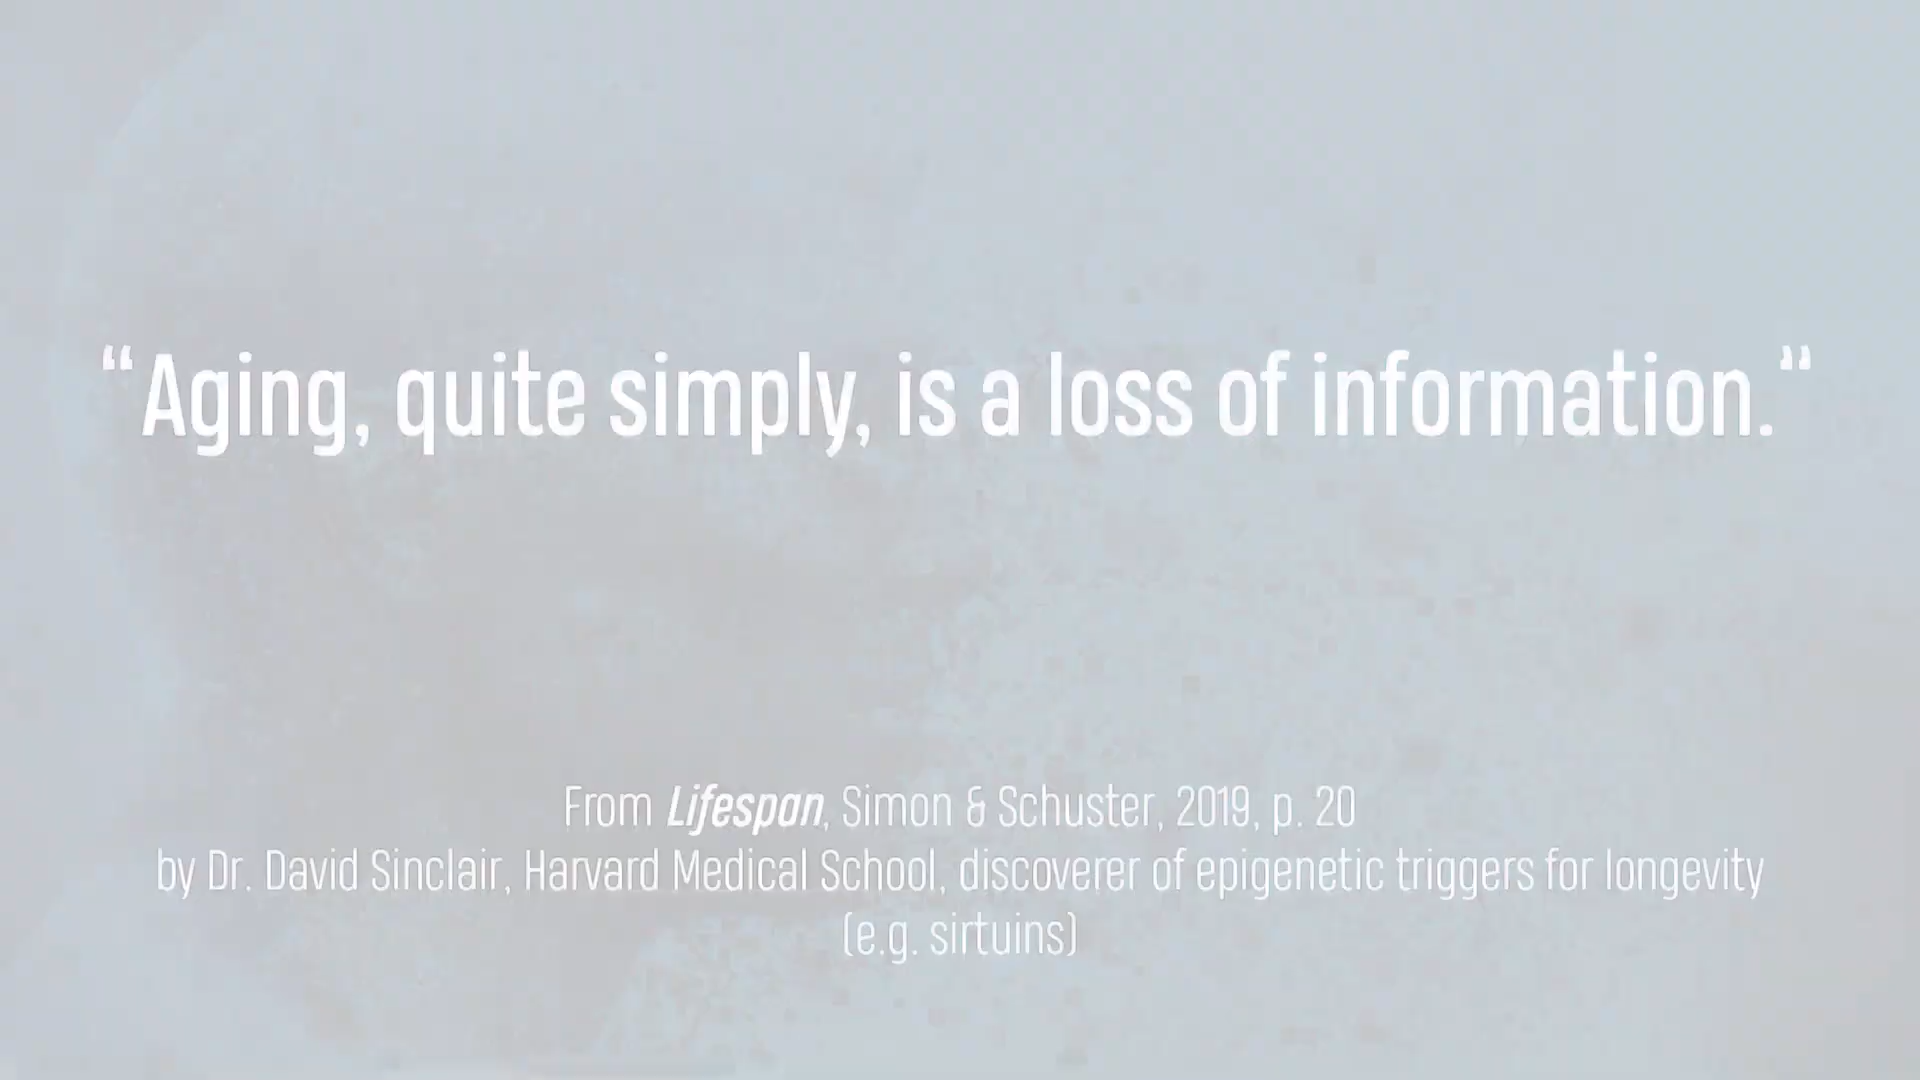 “Aging, quite simply, is a loss of information.”
From Lifespan, Simon & Schuster, 2019, p. 20
by Dr. David Sinclair, Harvard Medical School, discoverer of epigenetic triggers for longevity
(e.g. sirtuins)